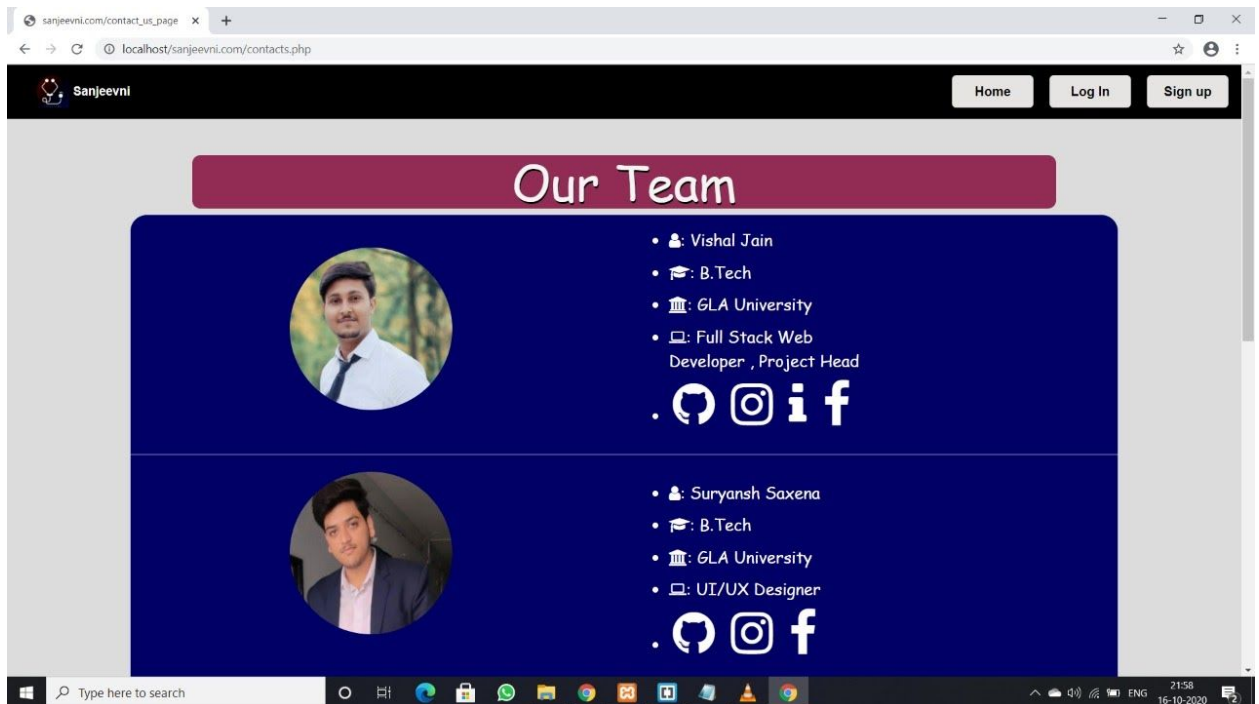 sanjeevni.com/contact_us_page
localhost/sanjeevni.com/contacts.php
Sanjeevni
Home
Log In
Sign up
Our Team
: Vishal Jain
: B.Tech
: GLA University
: Full Stack Web
Developer , Project Head
: Suryansh Saxena
: B.Tech
: GLA University
: UI/UX Designer
Type here to search
ENG
21:58
16-10-2020
2